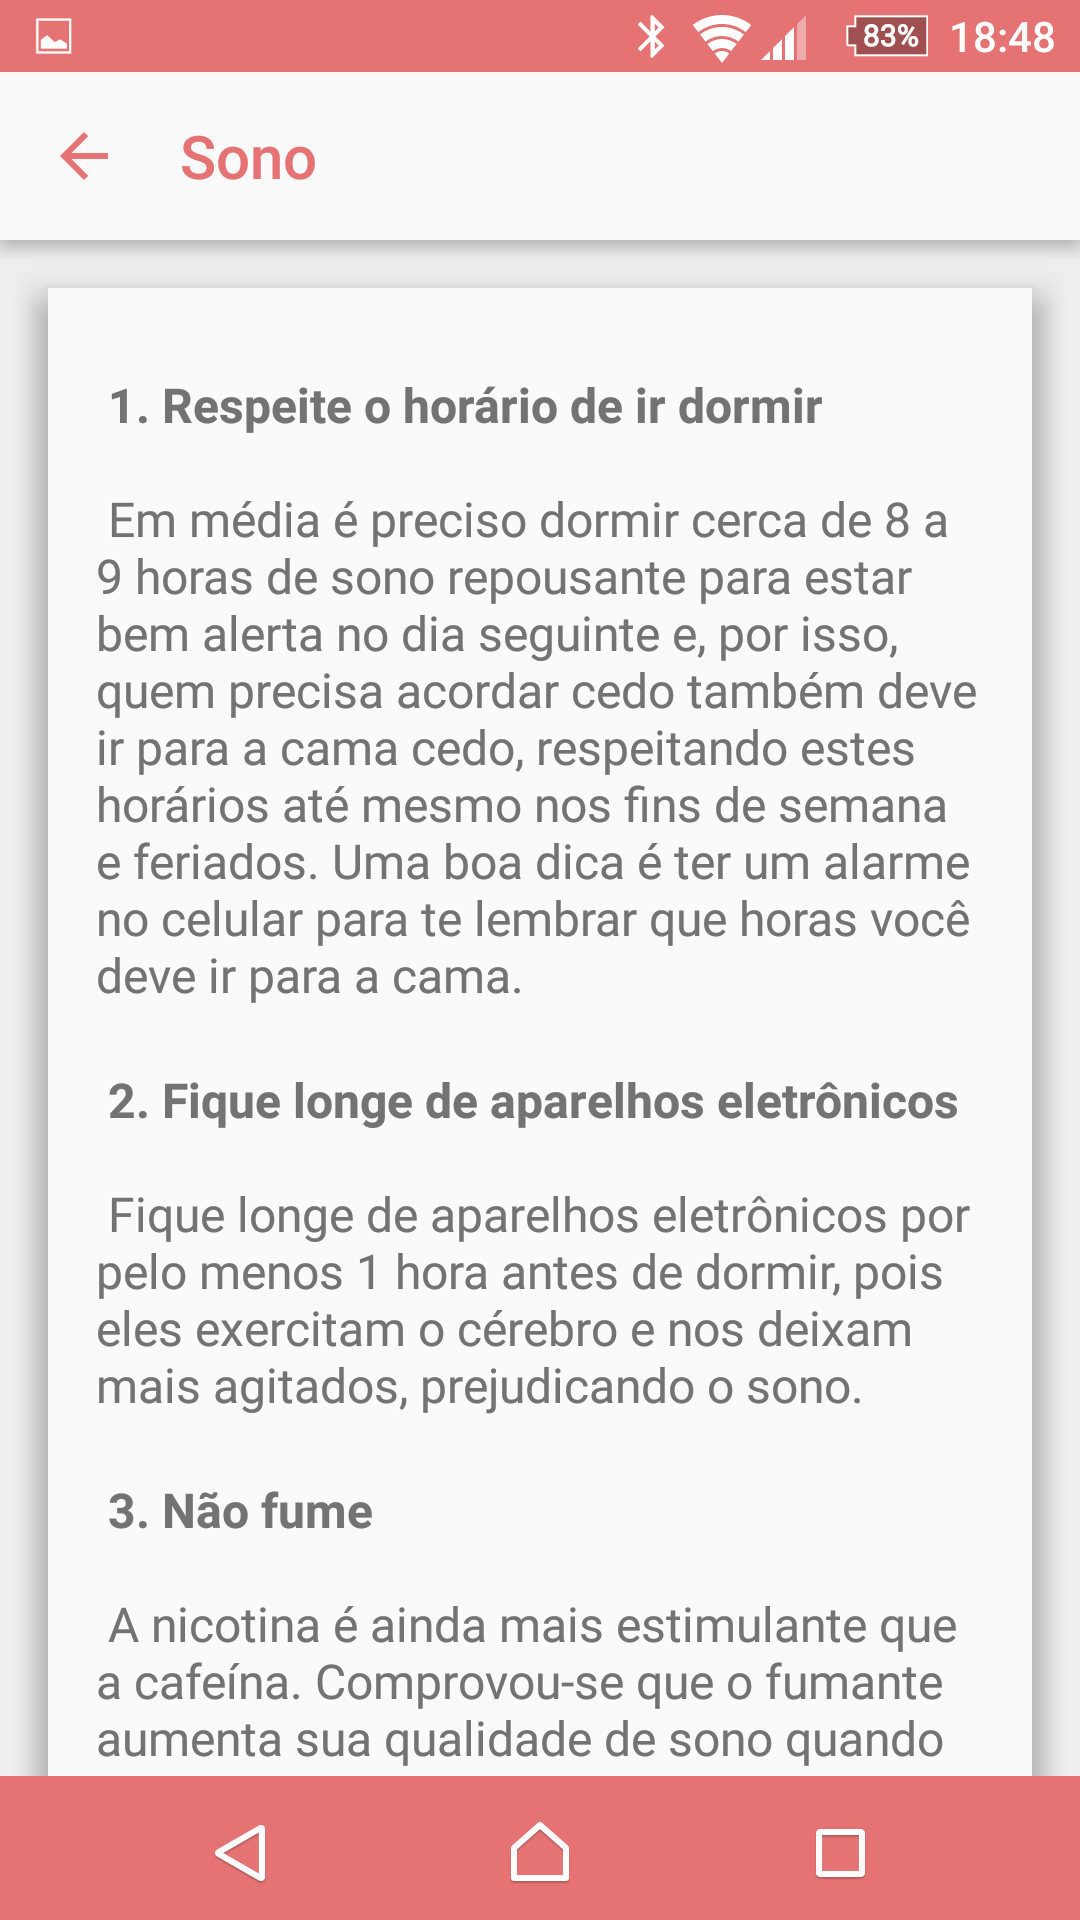 83% 18:48
Sono
1. Respeite o horário de ir dormir
Em média é preciso dormir cerca de 8 a
9 horas de sono repousante para estar
bem alerta no dia seguinte e, por isso,
quem precisa acordar cedo também deve
ir para a cama cedo, respeitando estes
horários até mesmo nos fins de semana
e feriados. Uma boa dica é ter um alarme
no celular para te lembrar que horas você
deve ir para a cama.
2. Fique longe de aparelhos eletrônicos
Fique longe de aparelhos eletrônicos por
pelo menos 1 hora antes de dormir, pois
eles exercitam o cérebro e nos deixam
mais agitados, prejudicando o sono.
3. Não fume
A nicotina é ainda mais estimulante que
a cafeína. Comprovou-se que o fumante
aumenta sua qualidade de sono quando